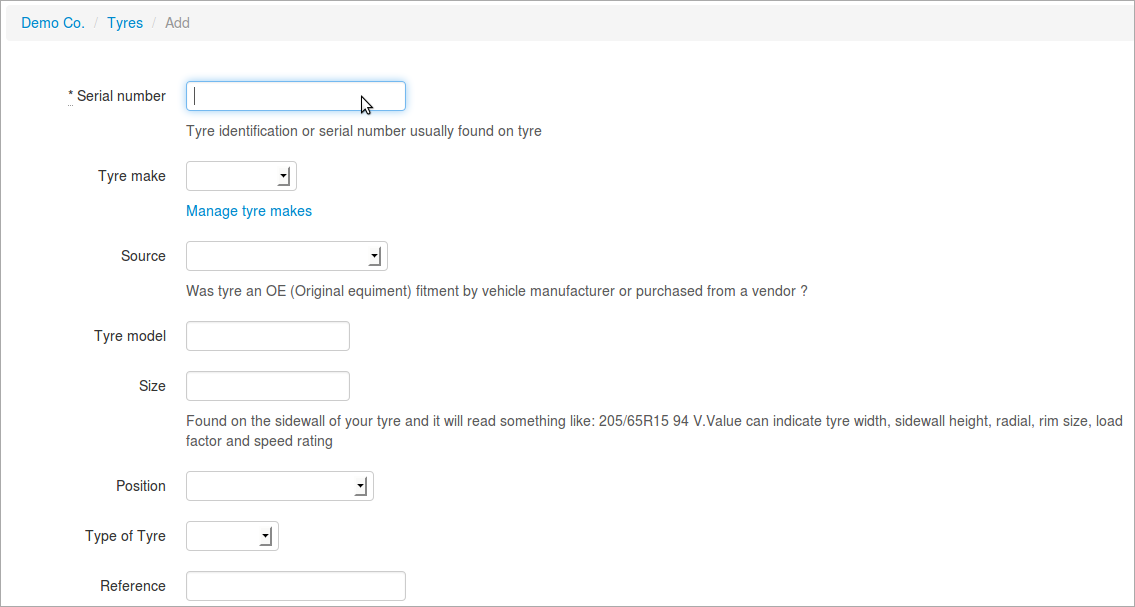 Demo Co. / Tyres / Add
* Serial number
Tyre identification or serial number usually found on tyre
Tyre make
Manage tyre makes
Source
Was tyre an OE (Original equiment) fitment by vehicle manufacturer or purchased from a vendor ?
Tyre model
Size
Found on the sidewall of your tyre and it will read something like: 205/65R15 94 V.Value can indicate tyre width, sidewall height, radial, rim size, load
factor and speed rating
Position
Type of Tyre
Reference